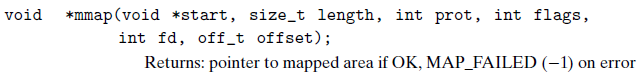 void *mmap(void *start, size_t length, int prot, int flags,
int fd, off_t offset);
Returns: pointer to mapped area if OK, MAP_FAILED (−1) on error